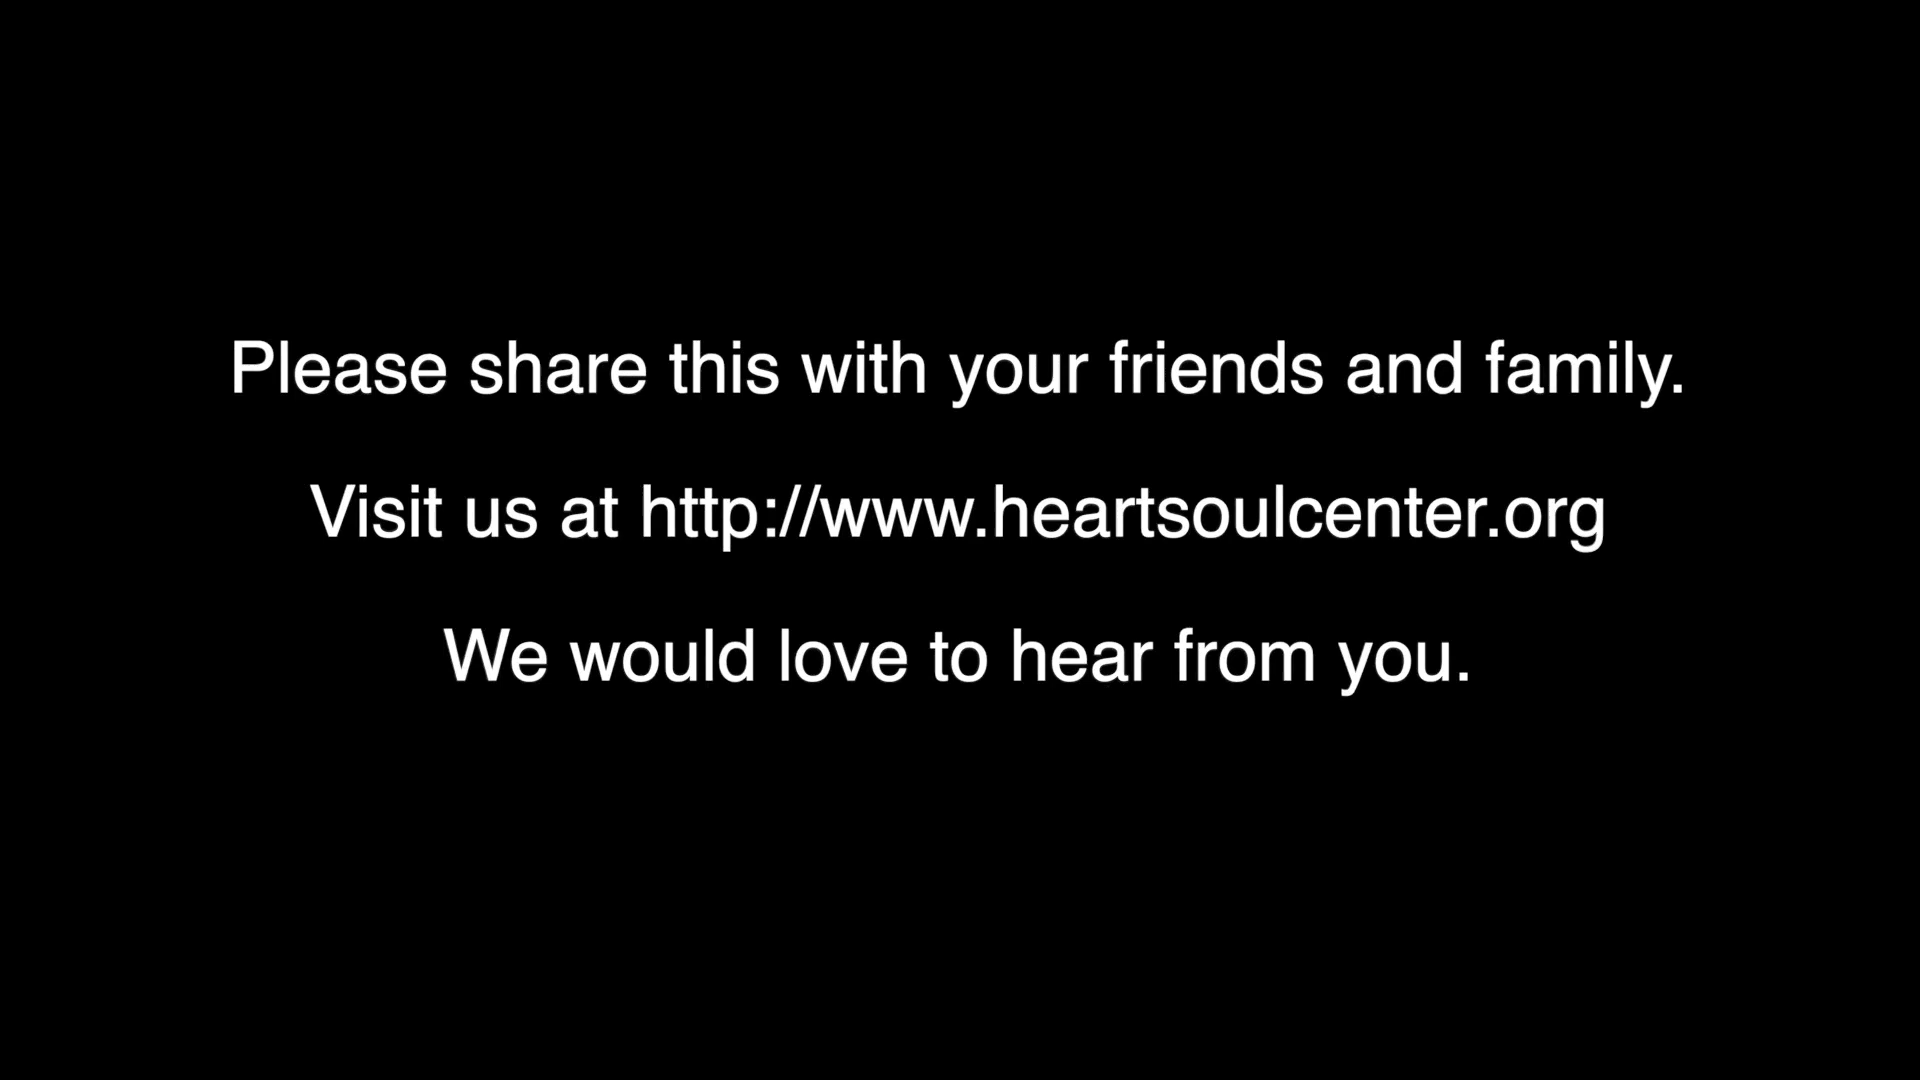 Please share this with your friends and family.
Visit us at http://www.heartsoulcenter.org
We would love to hear from you.